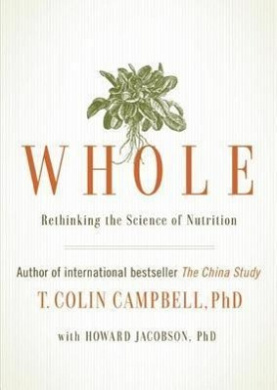 WHOLE
Rethinking the Science of Nutrition
Author of international bestseller The China Study
T. COLIN CAMPBELL, PhD
with HOWARD JACOBSON, PhD